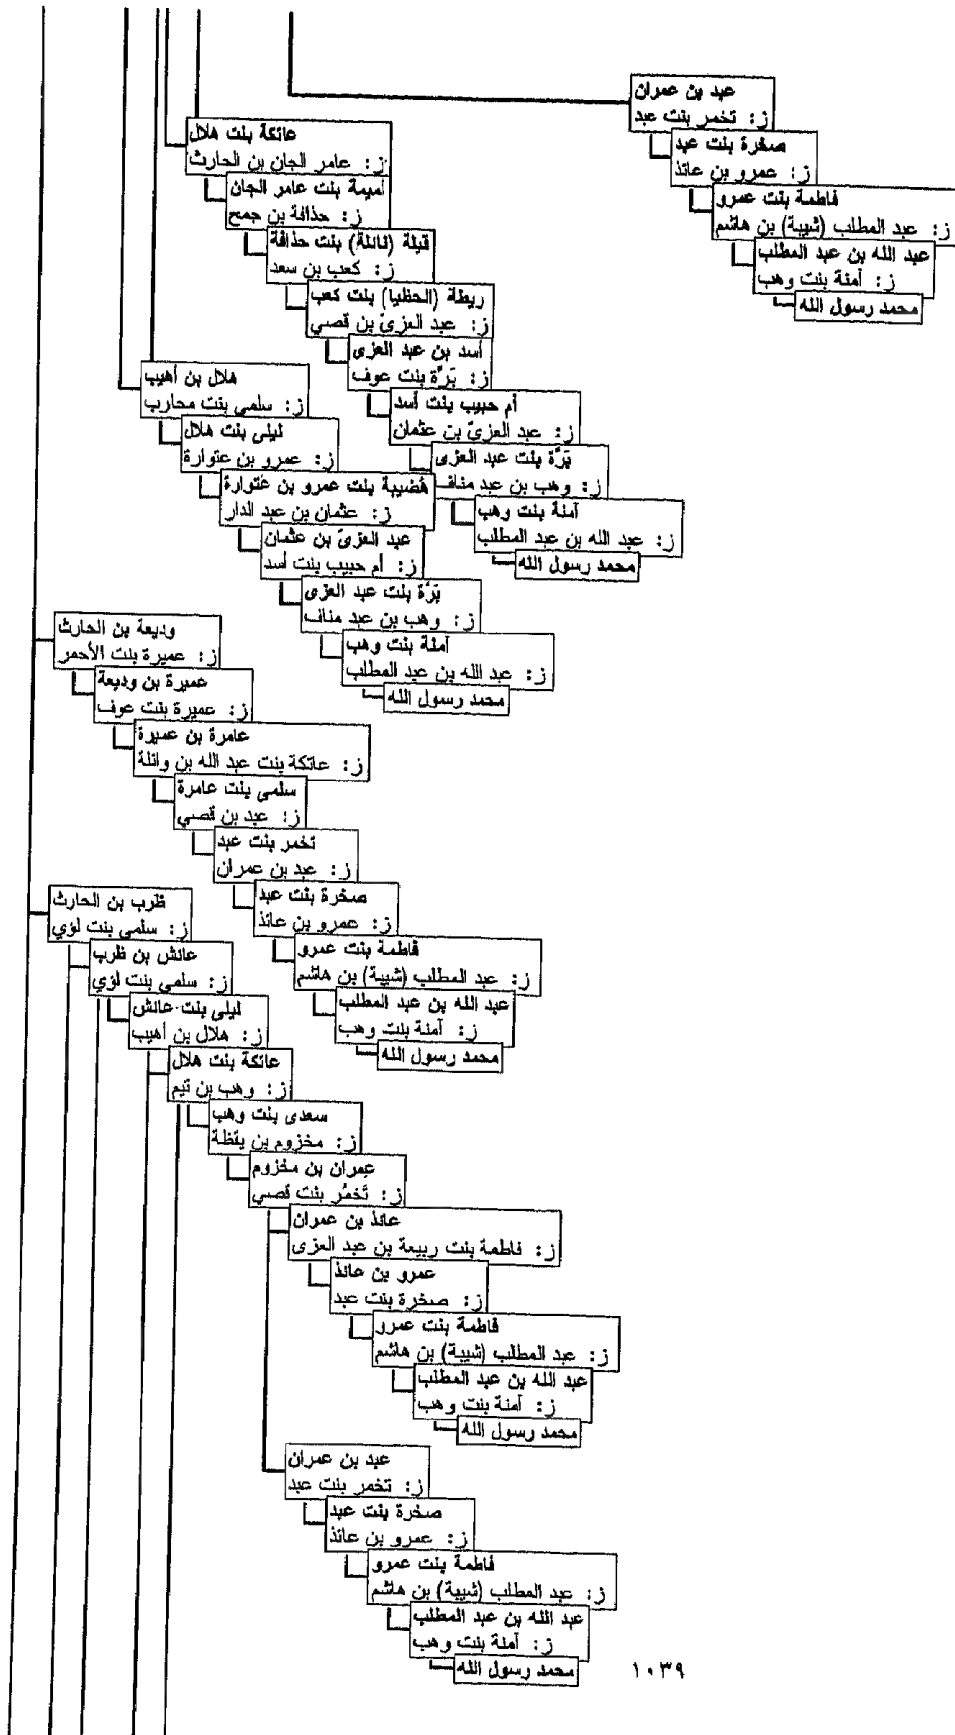 عبد بن عمران
ز: تخمر بنت عبد
صخرة بنت عبد
ز: عمرو بن عائذ
فاطمة بنت عمرو
ز: عبد المطلب (شيبة) بن هاشم
عبد الله بن عبد المطلب
ز: آمنة بنت وهب
محمد رسول الله
عاتكة بنت هلال
ز: عامر الجان بن الحارث
أميمة بنت عامر الجان
ز: حذافة بن جمح
قيلة (نائلة) بنت حذافة
ز: كعب بن سعد
ريطة (الحظيا) بنت كعب
ز: عبد العزىّ بن قصي
أسد بن عبد العزى
ز: بَرَّة بنت عوف
أم حبيب بنت أسد
ز: عبد العزىّ بن عثمان
بَرَّة بنت عبد العزى
ز: وهب بن عبد مناف
آمنة بنت وهب
ز: عبد الله بن عبد المطلب
محمد رسول الله
هلال بن أهيب
ز: سلمى بنت محارب
ليلى بنت هلال
ز: عمرو بن عتوارة
هُضيبة بنت عمرو بن عُتوارة
ز: عثمان بن عبد الدار
عبد العزىّ بن عثمان
ز: أم حبيب بنت أسد
بَرَّة بنت عبد العزى
ز: وهب بن عبد مناف
آمنة بنت وهب
ز: عبد الله بن عبد المطلب
محمد رسول الله
وديعة بن الحارث
ز: عميرة بنت الأحمر
عميرة بن وديعة
ز: عميرة بنت عوف
عامرة بن عميرة
ز: عاتكة بنت عبد الله بن وائلة
سلمى بنت عامرة
ز: عبد بن قصي
تخمر بنت عبد
ز: عبد بن عمران
صخرة بنت عبد
ز: عمرو بن عائذ
فاطمة بنت عمرو
ز: عبد المطلب (شيبة) بن هاشم
عبد الله بن عبد المطلب
ز: آمنة بنت وهب
محمد رسول الله
ظرب بن الحارث
ز: سلمى بنت لؤي
عائش بن ظرب
ز: سلمى بنت لؤي
ليلى بنت عائش
ز: هلال بن أهيب
عاتكة بنت هلال
ز: وهب بن تيم
سعدى بنت وهب
ز: مخزوم بن يقظة
عِمران بن مخزوم
ز: تَخمُر بنت قصي
عائذ بن عمران
ز: فاطمة بنت ربيعة بن عبد العزى
عمرو بن عائذ
ز: صخرة بنت عبد
فاطمة بنت عمرو
ز: عبد المطلب (شيبة) بن هاشم
عبد الله بن عبد المطلب
ز: آمنة بنت وهب
محمد رسول الله
عبد بن عمران
ز: تخمر بنت عبد
صخرة بنت عبد
ز: عمرو بن عائذ
فاطمة بنت عمرو
ز: عبد المطلب (شيبة) بن هاشم
عبد الله بن عبد المطلب
ز: آمنة بنت وهب
محمد رسول الله
١٠٣٩